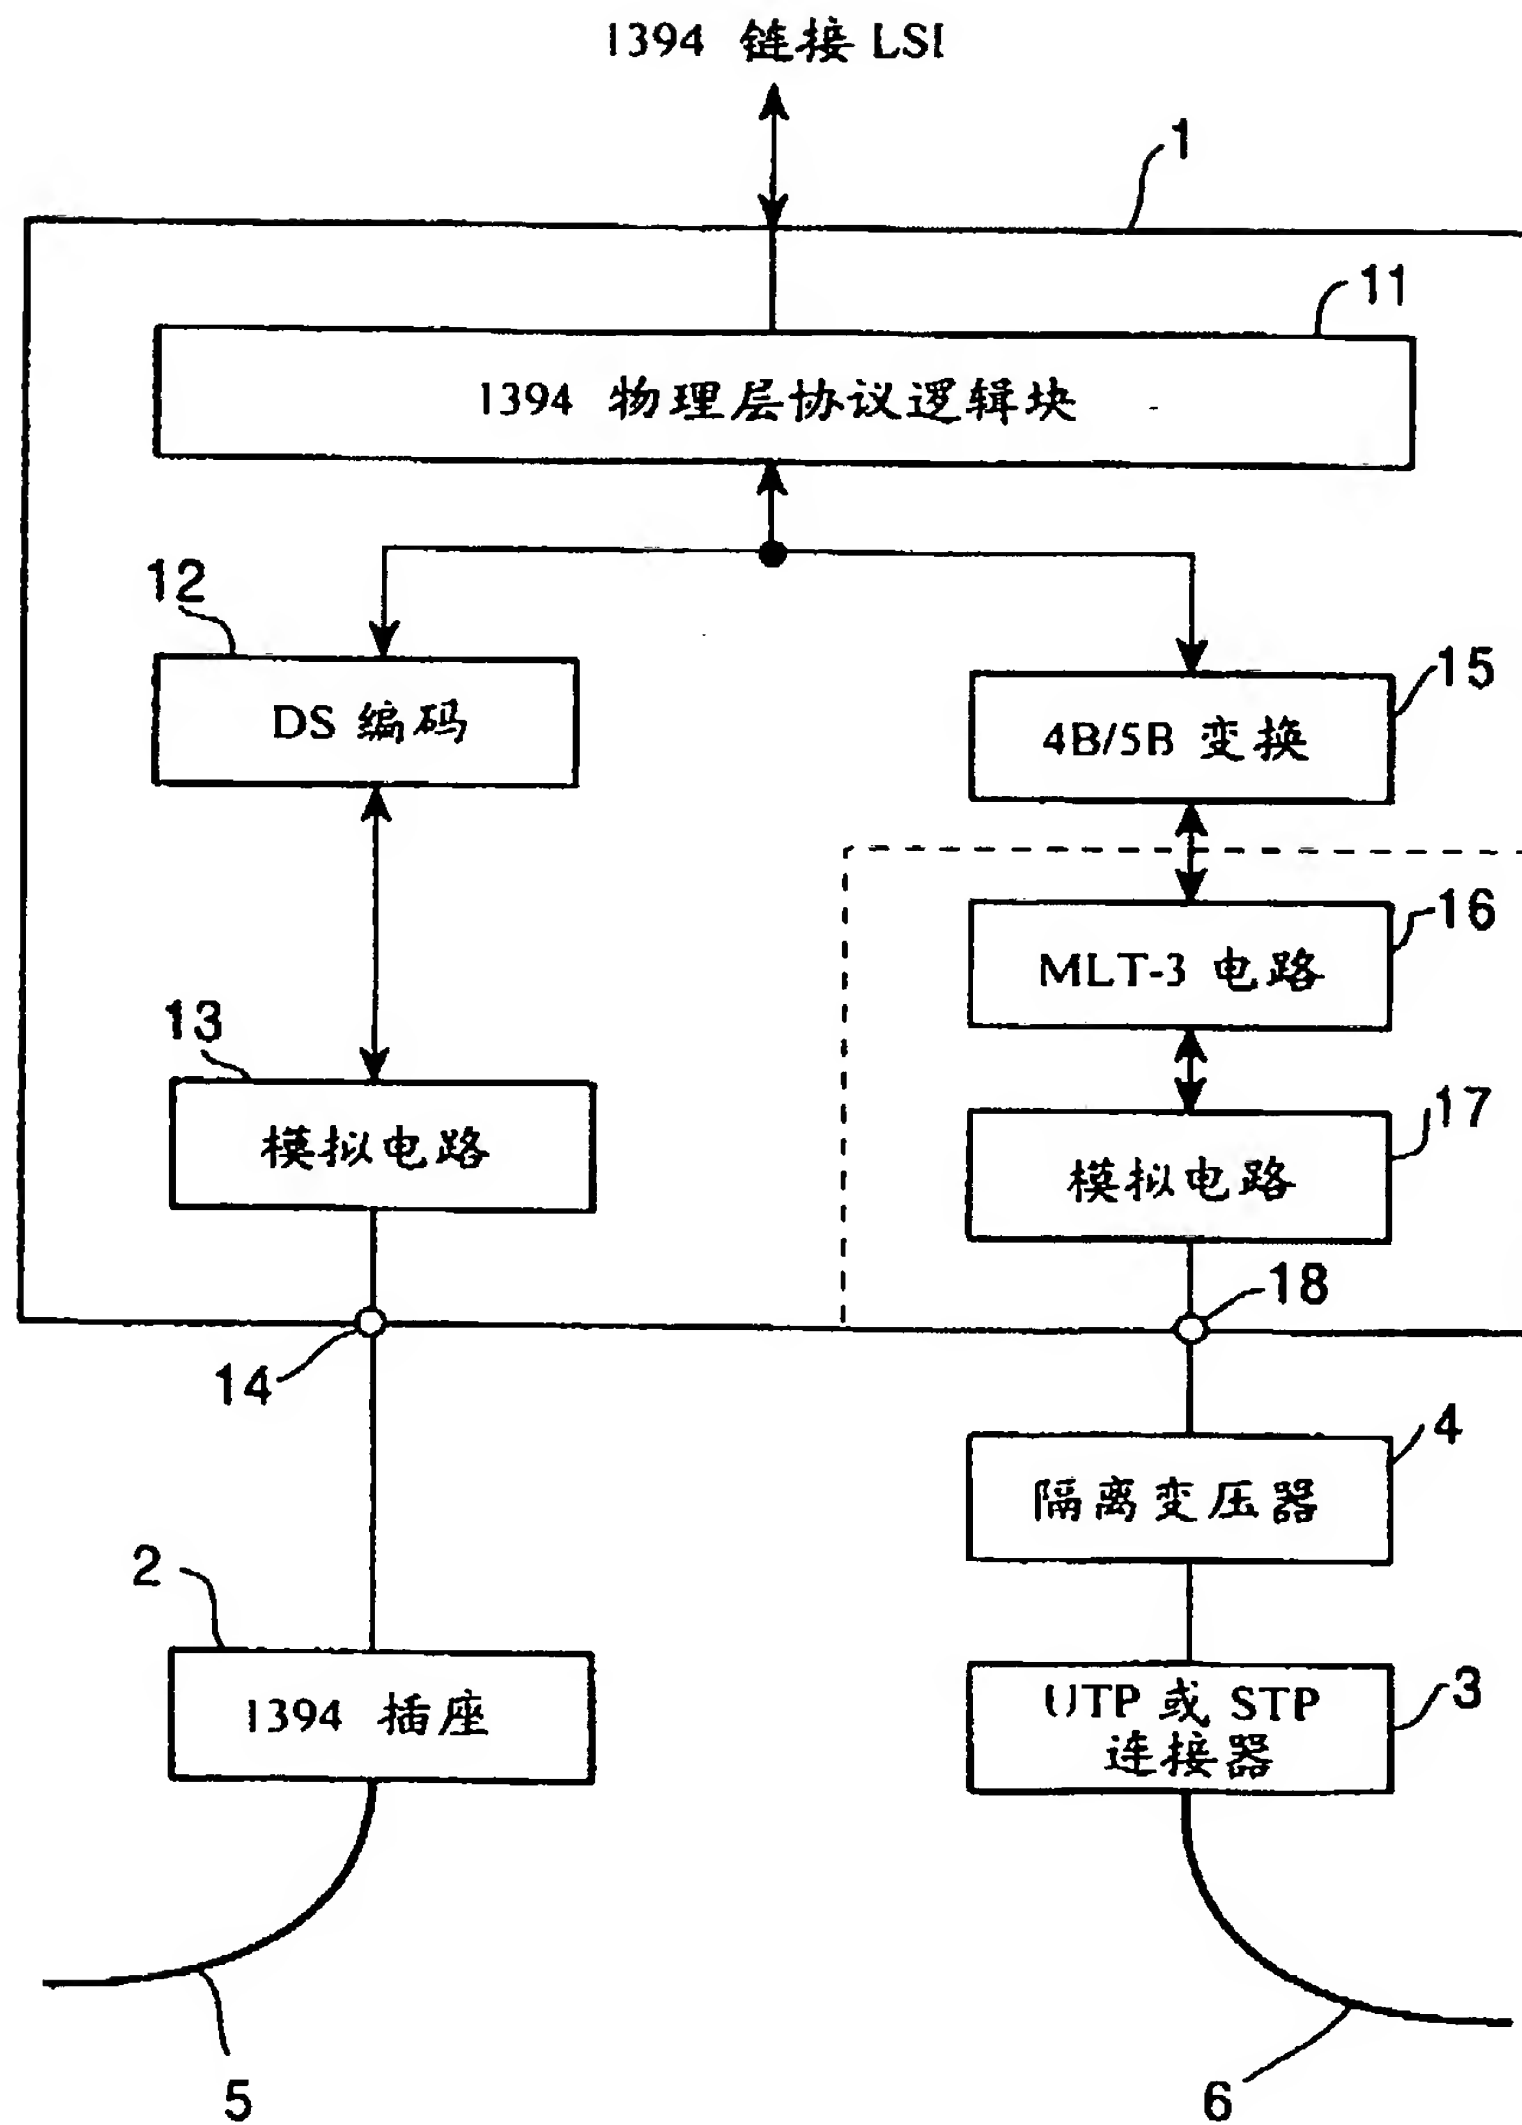 1394 链接 LSI
1
11
1394 物理层协议逻辑块
12
DS 编码
15
4B/5B 变换
16
MLT-3 电路
13
模拟电路
17
模拟电路
18
14
4
隔离变压器
2
1394 插座
3
UTP 或 STP
连接器
5
6